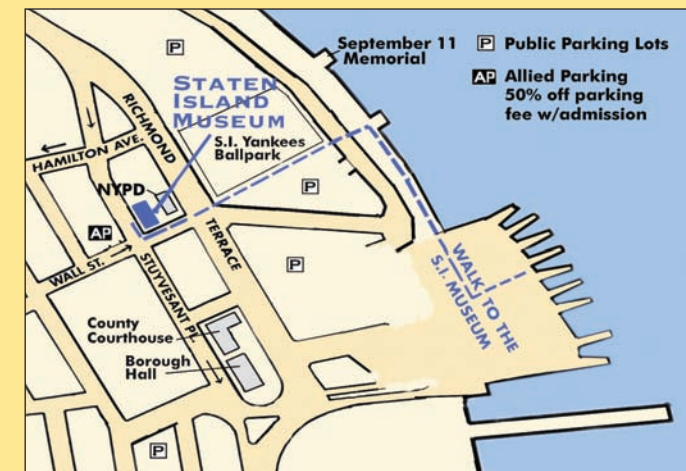 September 11
Memorial
P Public Parking Lots
AP Allied Parking
50% off parking
fee w/admission
P
STATEN
ISLAND
MUSEUM
S.I. Yankees
Ballpark
RICHMOND
HAMILTON AVE.
NYPD
P
AP
WALL ST.
STUYVESANT PL.
TERRACE
P
WALK TO THE
S.I. MUSEUM
County
Courthouse
Borough
Hall
P